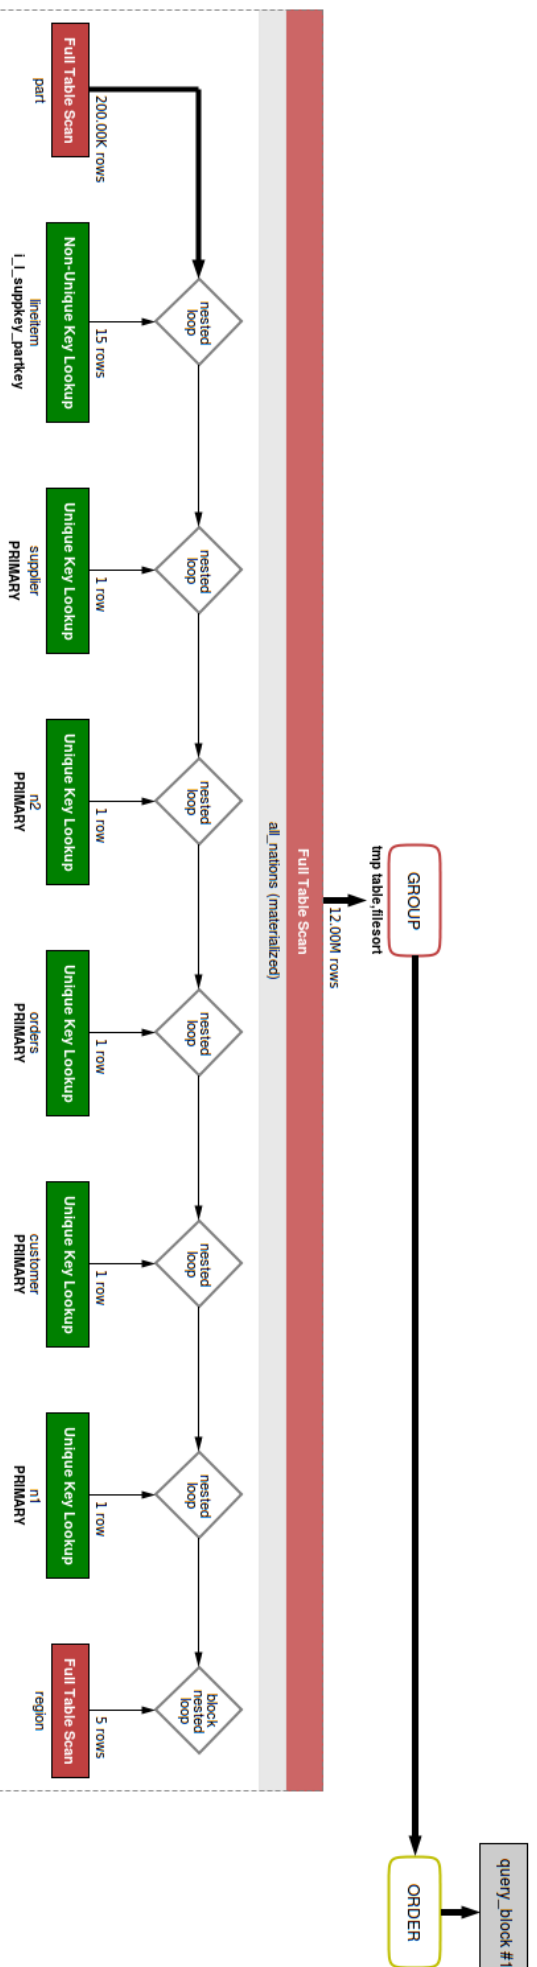 query_block #1
ORDER
GROUP
tmp table,filesort
12.00M rows
Full Table Scan
all_nations (materialized)
nested
loop
nested
loop
nested
loop
nested
loop
nested
loop
nested
loop
block
nested
loop
200.00K rows
15 rows
1 row
1 row
1 row
1 row
1 row
5 rows
Full Table Scan
part
Non-Unique Key Lookup
lineitem
i_l_suppkey_partkey
Unique Key Lookup
supplier
PRIMARY
Unique Key Lookup
n2
PRIMARY
Unique Key Lookup
orders
PRIMARY
Unique Key Lookup
customer
PRIMARY
Unique Key Lookup
n1
PRIMARY
Full Table Scan
region